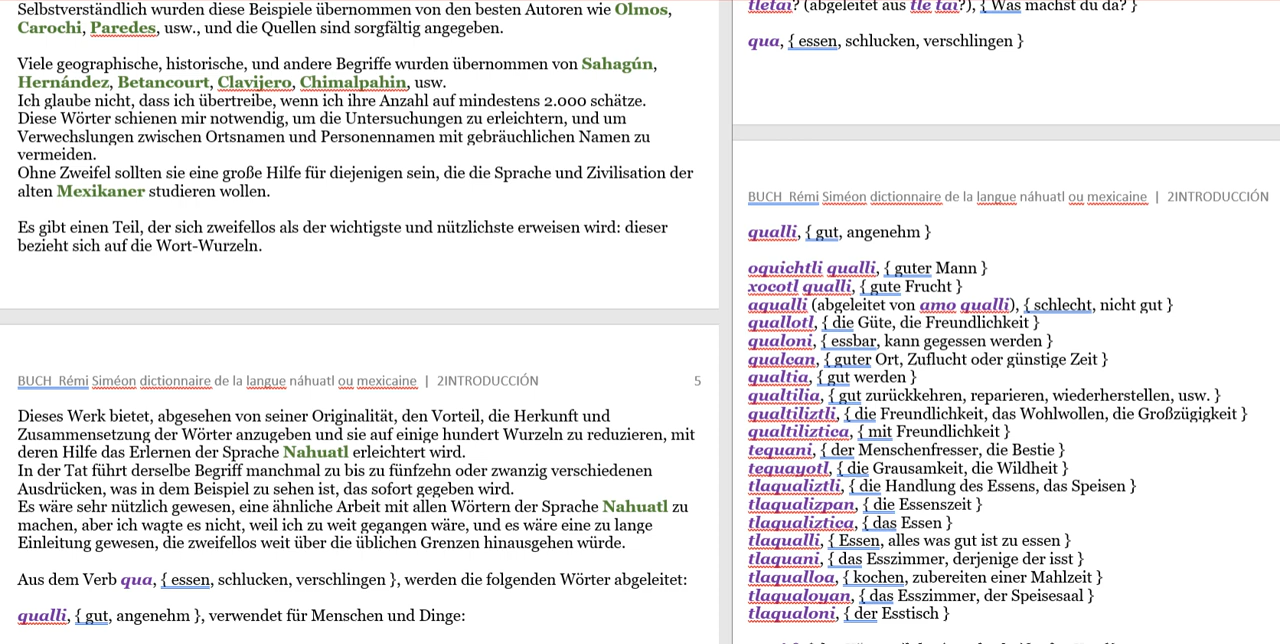 Selbstverständlich wurden diese Beispiele übernommen von den besten Autoren wie Olmos,
Carochi, Paredes, usw., und die Quellen sind sorgfältig angegeben.
Viele geographische, historische, und andere Begriffe wurden übernommen von Sahagún,
Hernández, Betancourt, Clavijero, Chimalpahin, usw.
Ich glaube nicht, dass ich übertreibe, wenn ich ihre Anzahl auf mindestens 2.000 schätze.
Diese Wörter schienen mir notwendig, um die Untersuchungen zu erleichtern, und um
Verwechslungen zwischen Ortsnamen und Personennamen mit gebräuchlichen Namen zu
vermeiden.
Ohne Zweifel sollten sie eine große Hilfe für diejenigen sein, die die Sprache und Zivilisation der
alten Mexikaner studieren wollen.
Es gibt einen Teil, der sich zweifellos als der wichtigste und nützlichste erweisen wird: dieser
bezieht sich auf die Wort-Wurzeln.
BUCH Rémi Siméon dictionnaire de la langue náhuatl ou mexicaine | 2INTRODUCCIÓN 5
Dieses Werk bietet, abgesehen von seiner Originalität, den Vorteil, die Herkunft und
Zusammensetzung der Wörter anzugeben und sie auf einige hundert Wurzeln zu reduzieren, mit
deren Hilfe das Erlernen der Sprache Nahuatl erleichtert wird.
In der Tat führt derselbe Begriff manchmal zu bis zu fünfzehn oder zwanzig verschiedenen
Ausdrücken, was in dem Beispiel zu sehen ist, das sofort gegeben wird.
Es wäre sehr nützlich gewesen, eine ähnliche Arbeit mit allen Wörtern der Sprache Nahuatl zu
machen, aber ich wagte es nicht, weil ich zu weit gegangen wäre, und es wäre eine zu lange
Einleitung gewesen, die zweifellos weit über die üblichen Grenzen hinausgehen würde.
Aus dem Verb qua, { essen, schlucken, verschlingen }, werden die folgenden Wörter abgeleitet:
qualli, { gut, angenehm }, verwendet für Menschen und Dinge:
tletai? (abgeleitet aus tle tai?), { Was machst du da? }
qua, { essen, schlucken, verschlingen }
BUCH Rémi Siméon dictionnaire de la langue náhuatl ou mexicaine | 2INTRODUCCIÓN
qualli, { gut, angenehm }
oquichtli qualli, { guter Mann }
xocotl qualli, { gute Frucht }
aqualli (abgeleitet von amo qualli), { schlecht, nicht gut }
quallotl, { die Güte, die Freundlichkeit }
qualoni, { essbar, kann gegessen werden }
qualcan, { guter Ort, Zuflucht oder günstige Zeit }
qualtia, { gut werden }
qualtilia, { gut zurückkehren, reparieren, wiederherstellen, usw. }
qualtiliztli, { die Freundlichkeit, das Wohlwollen, die Großzügigkeit }
qualtiliztica, { mit Freundlichkeit }
tequani, { der Menschenfresser, die Bestie }
tequayotl, { die Grausamkeit, die Wildheit }
tlaqualiztli, { die Handlung des Essens, das Speisen }
tlaqualizpan, { die Essenszeit }
tlaqualiztica, { das Essen }
tlaqualli, { Essen, alles was gut ist zu essen }
tlaquani, { das Esszimmer, derjenige der isst }
tlaqualloa, { kochen, zubereiten einer Mahlzeit }
tlaqualoyan, { das Esszimmer, der Speisesaal }
tlaqualoni, { der Esstisch }